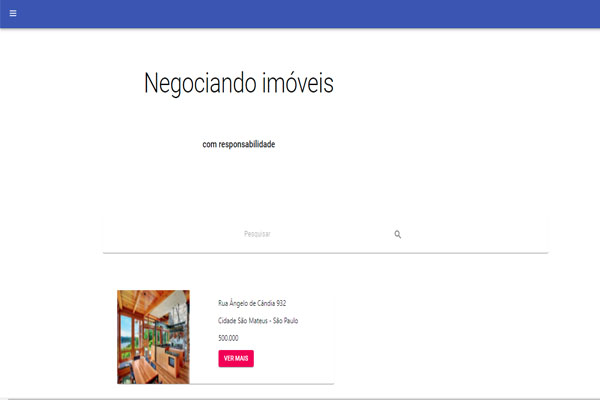 Negociando imóveis
com responsabilidade
Pesquisar
Rua Ângelo de Cândia 932
Cidade São Mateus - São Paulo
500.000
VER MAIS